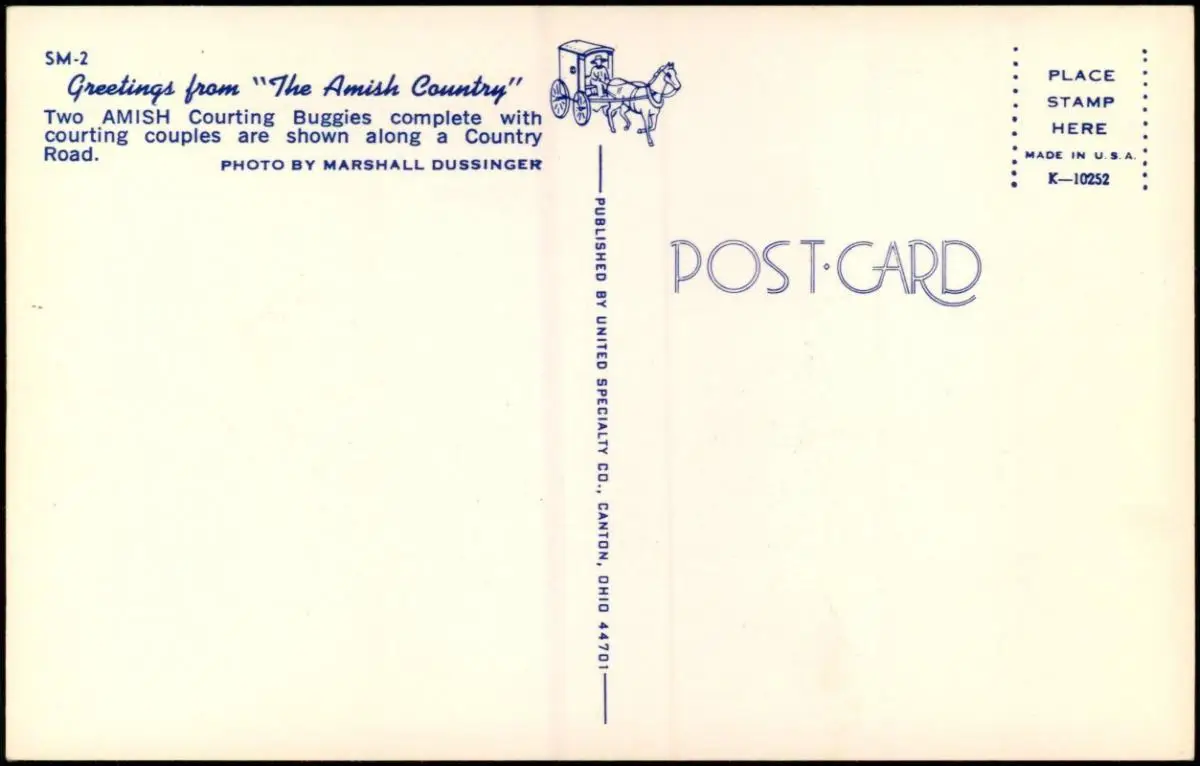 SM-2
Greetings from "The Amish Country"
Two AMISH Courting Buggies complete with
courting couples are shown along a Country
Road.
PHOTO BY MARSHALL DUSSINGER
PUBLISHED BY UNITED SPECIALTY CO., CANTON, OHIO 44701
POST·CARD
PLACE
STAMP
HERE
MADE IN U.S.A.
K—10252